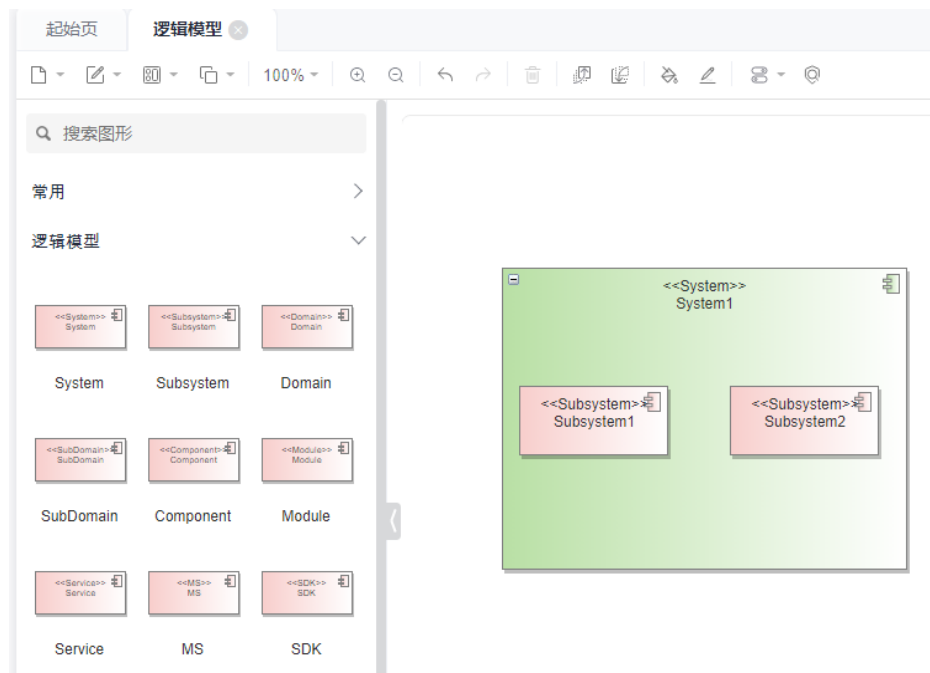 起始页
逻辑模型
100%
搜索图形
常用
逻辑模型
<<System>>
System
<<Subsystem>>
Subsystem
<<Domain>>
Domain
System
Subsystem
Domain
<<SubDomain>>
SubDomain
<<Component>>
Component
<<Module>>
Module
SubDomain
Component
Module
<<Service>>
Service
<<MS>>
MS
<<SDK>>
SDK
Service
MS
SDK
<<System>>
System1
<<Subsystem>>
Subsystem1
<<Subsystem>>
Subsystem2